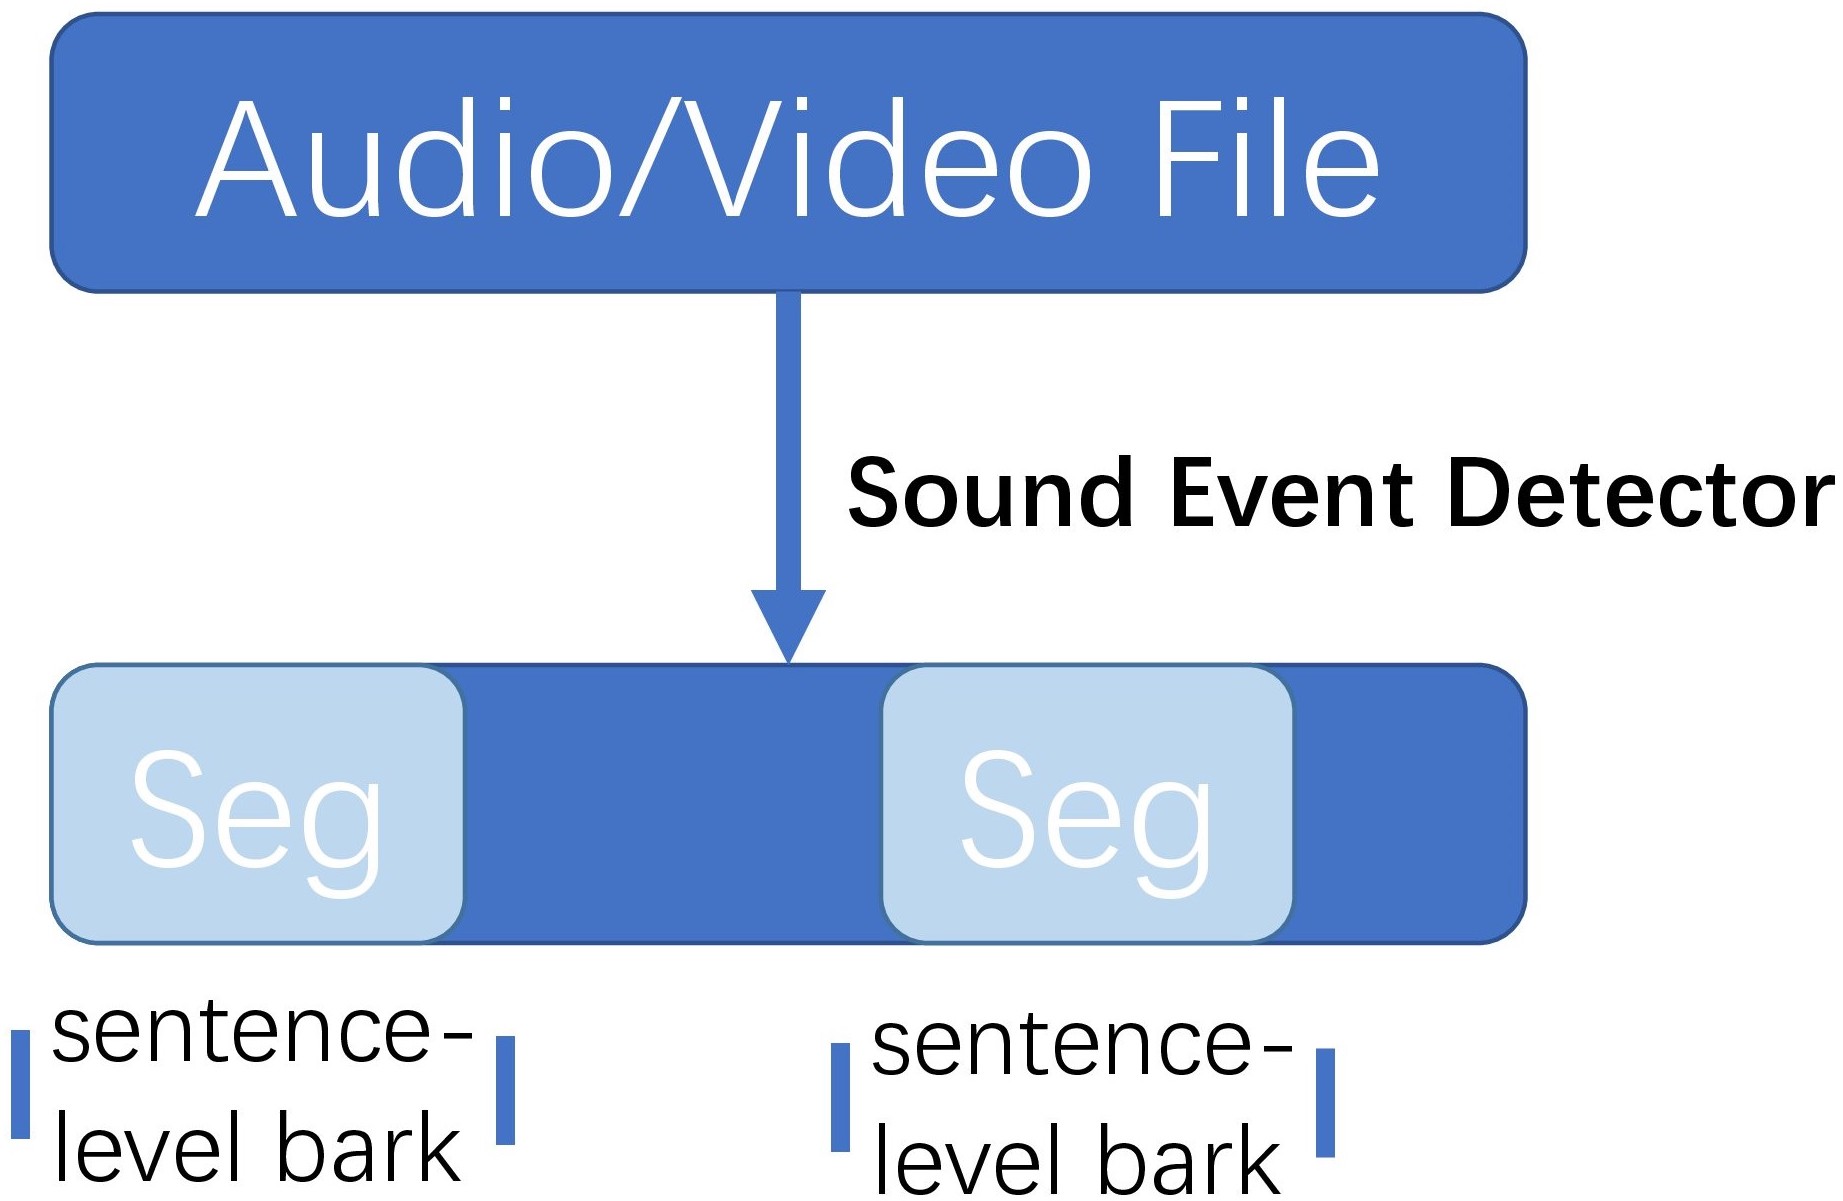 Audio/Video File
Sound Event Detector
Seg
Seg
sentence-
level bark
sentence-
level bark